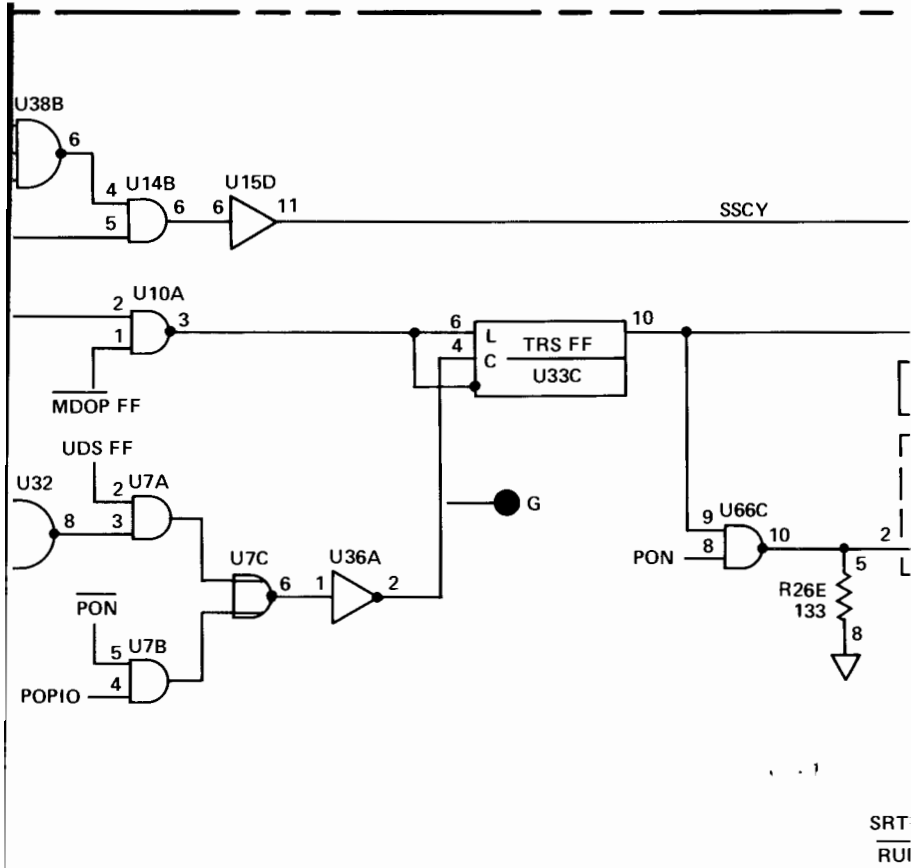 U38B
6
4
U14B
6
6
U15D
11
5
SSCY
2
U10A
3
1
MDOP FF
6
L
TRS FF
10
4
C
U33C
UDS FF
U32
8
2
U7A
3
G
9
U66C
10
2
PON
8
5
R26E
133
8
U7C
6
1
U36A
2
PON
5
U7B
4
POPIO
SRT
RUI